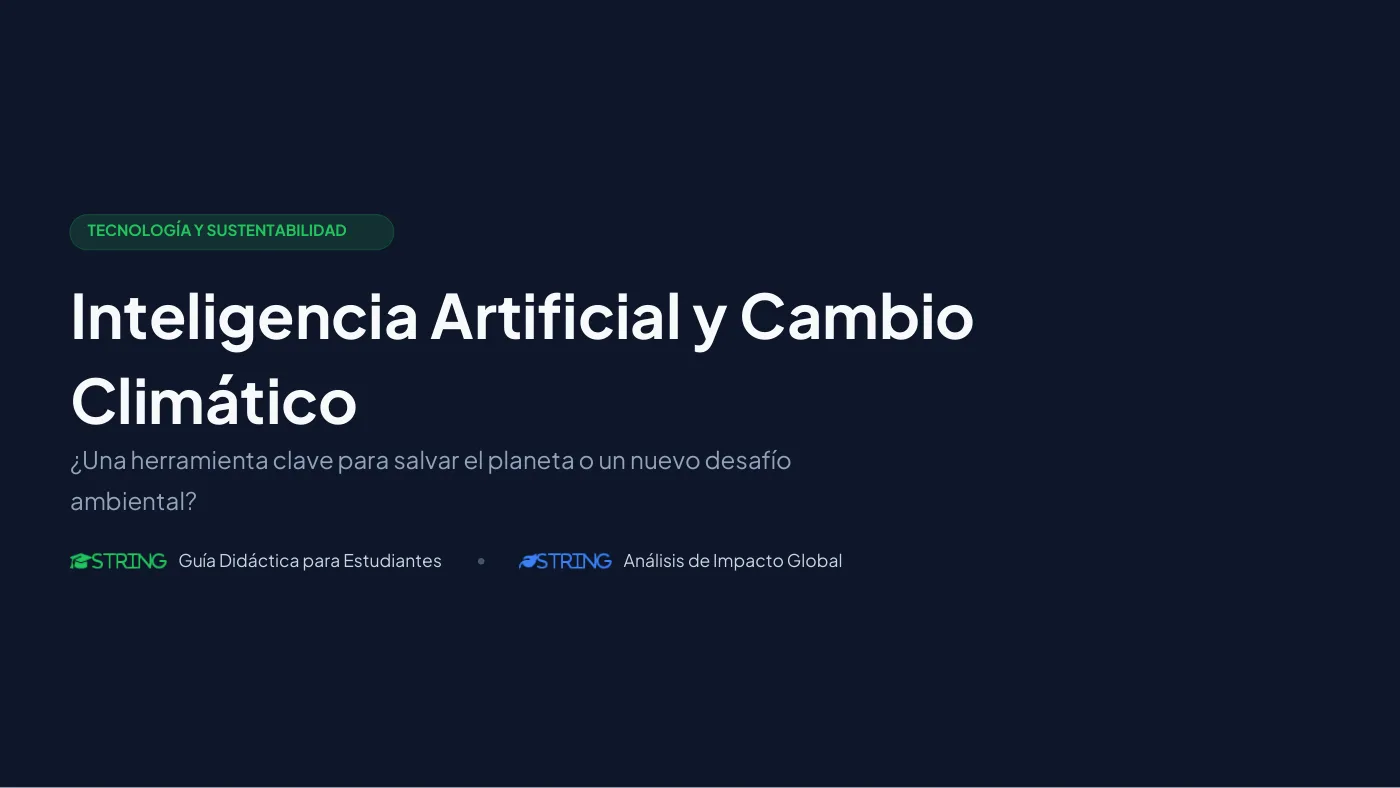 TECNOLOGÍA Y SUSTENTABILIDAD
Inteligencia Artificial y Cambio
Climático
¿Una herramienta clave para salvar el planeta o un nuevo desafío
ambiental?
STRING Guía Didáctica para Estudiantes • STRING Análisis de Impacto Global